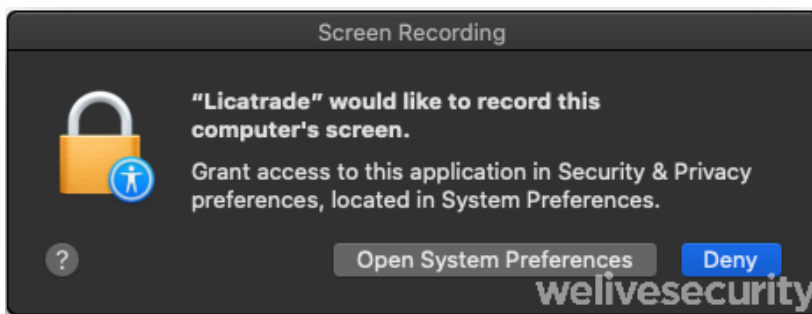 Screen Recording
“Licatrade” would like to record this
computer's screen.
Grant access to this application in Security & Privacy
preferences, located in System Preferences.
?
Open System Preferences
Deny
welivesecurity